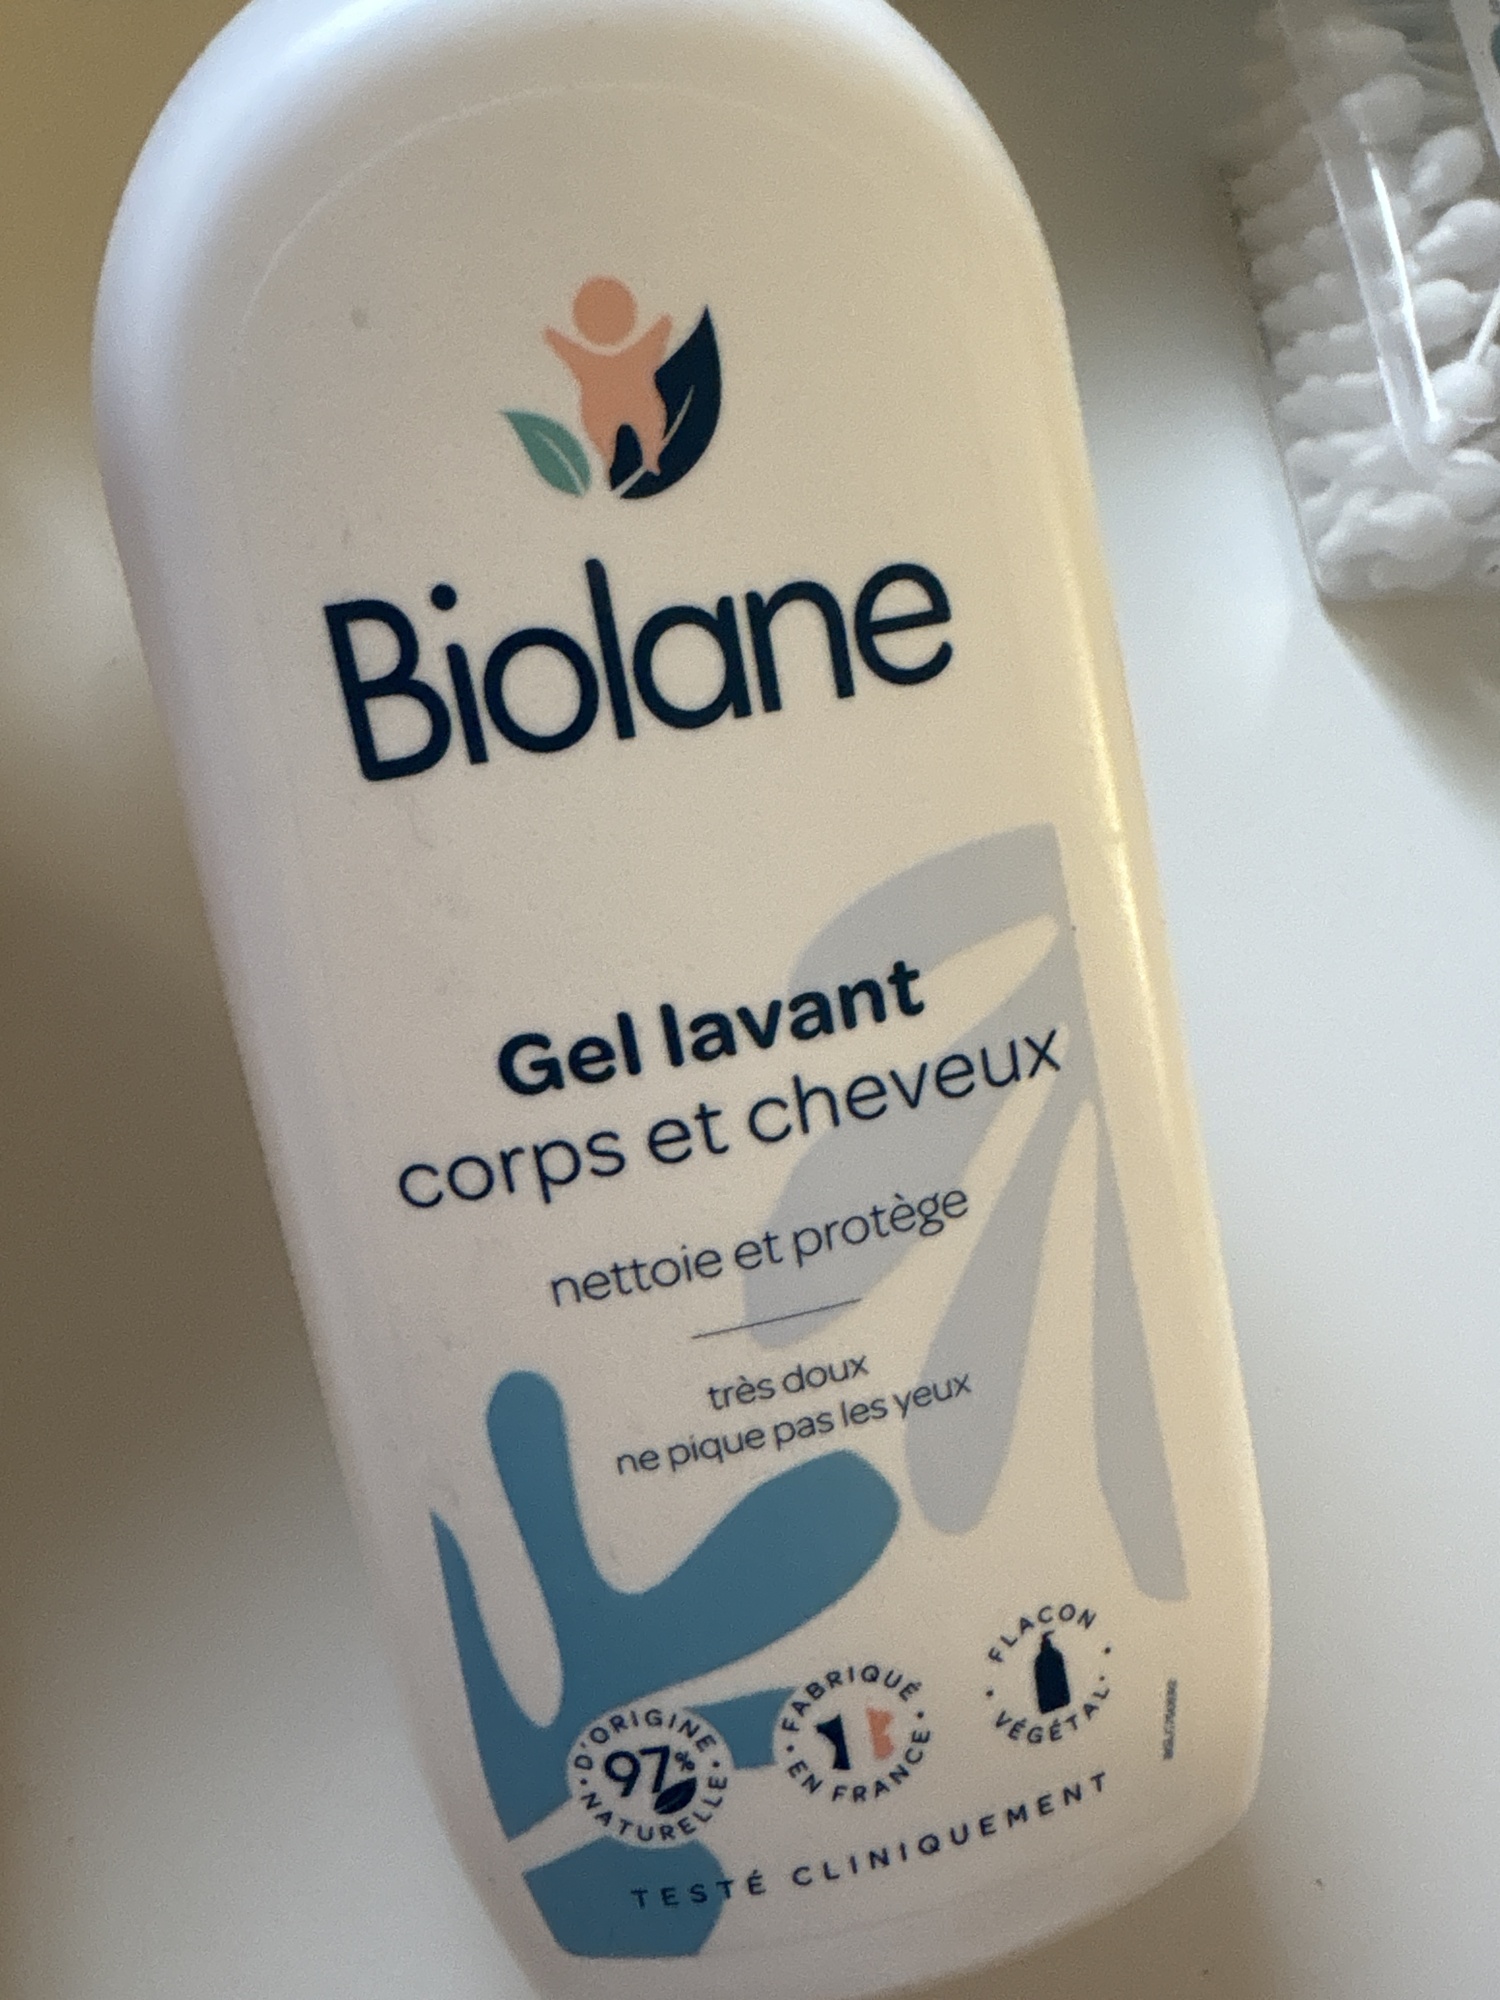 Biolane
Gel lavant
corps et cheveux
nettoie et protège
très doux
ne pique pas les yeux
D'ORIGINE
97%
NATURELLE
FABRIQUÉ
EN FRANCE
FLACON
VÉGÉTAL
TESTÉ CLINIQUEMENT